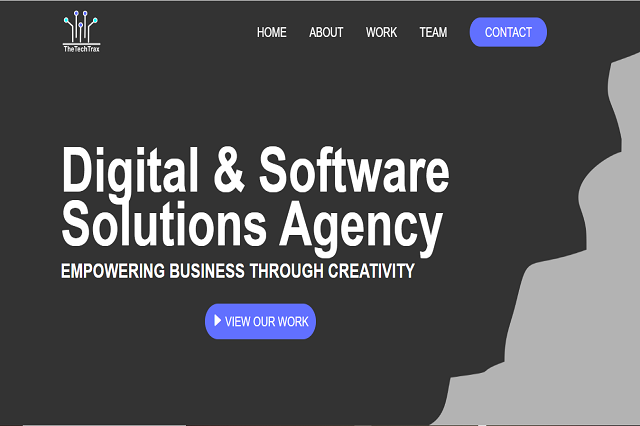 TheTechTrax
HOME ABOUT WORK TEAM CONTACT
Digital & Software
Solutions Agency
EMPOWERING BUSINESS THROUGH CREATIVITY
VIEW OUR WORK